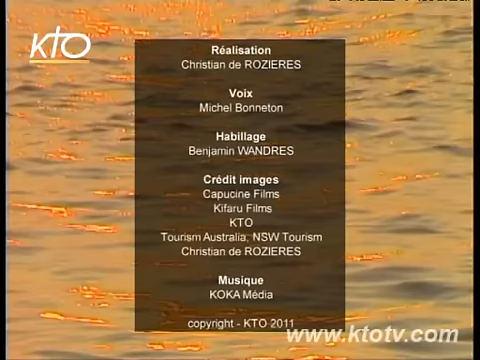 KTO
Réalisation
Christian de ROZIERES
Voix
Michel Bonneton
Habillage
Benjamin WANDRES
Crédit images
Capucine Films
Kifaru Films
KTO
Tourism Australia, NSW Tourism
Christian de ROZIERES
Musique
KOKA Média
copyright - KTO 2011
www.ktotv.com